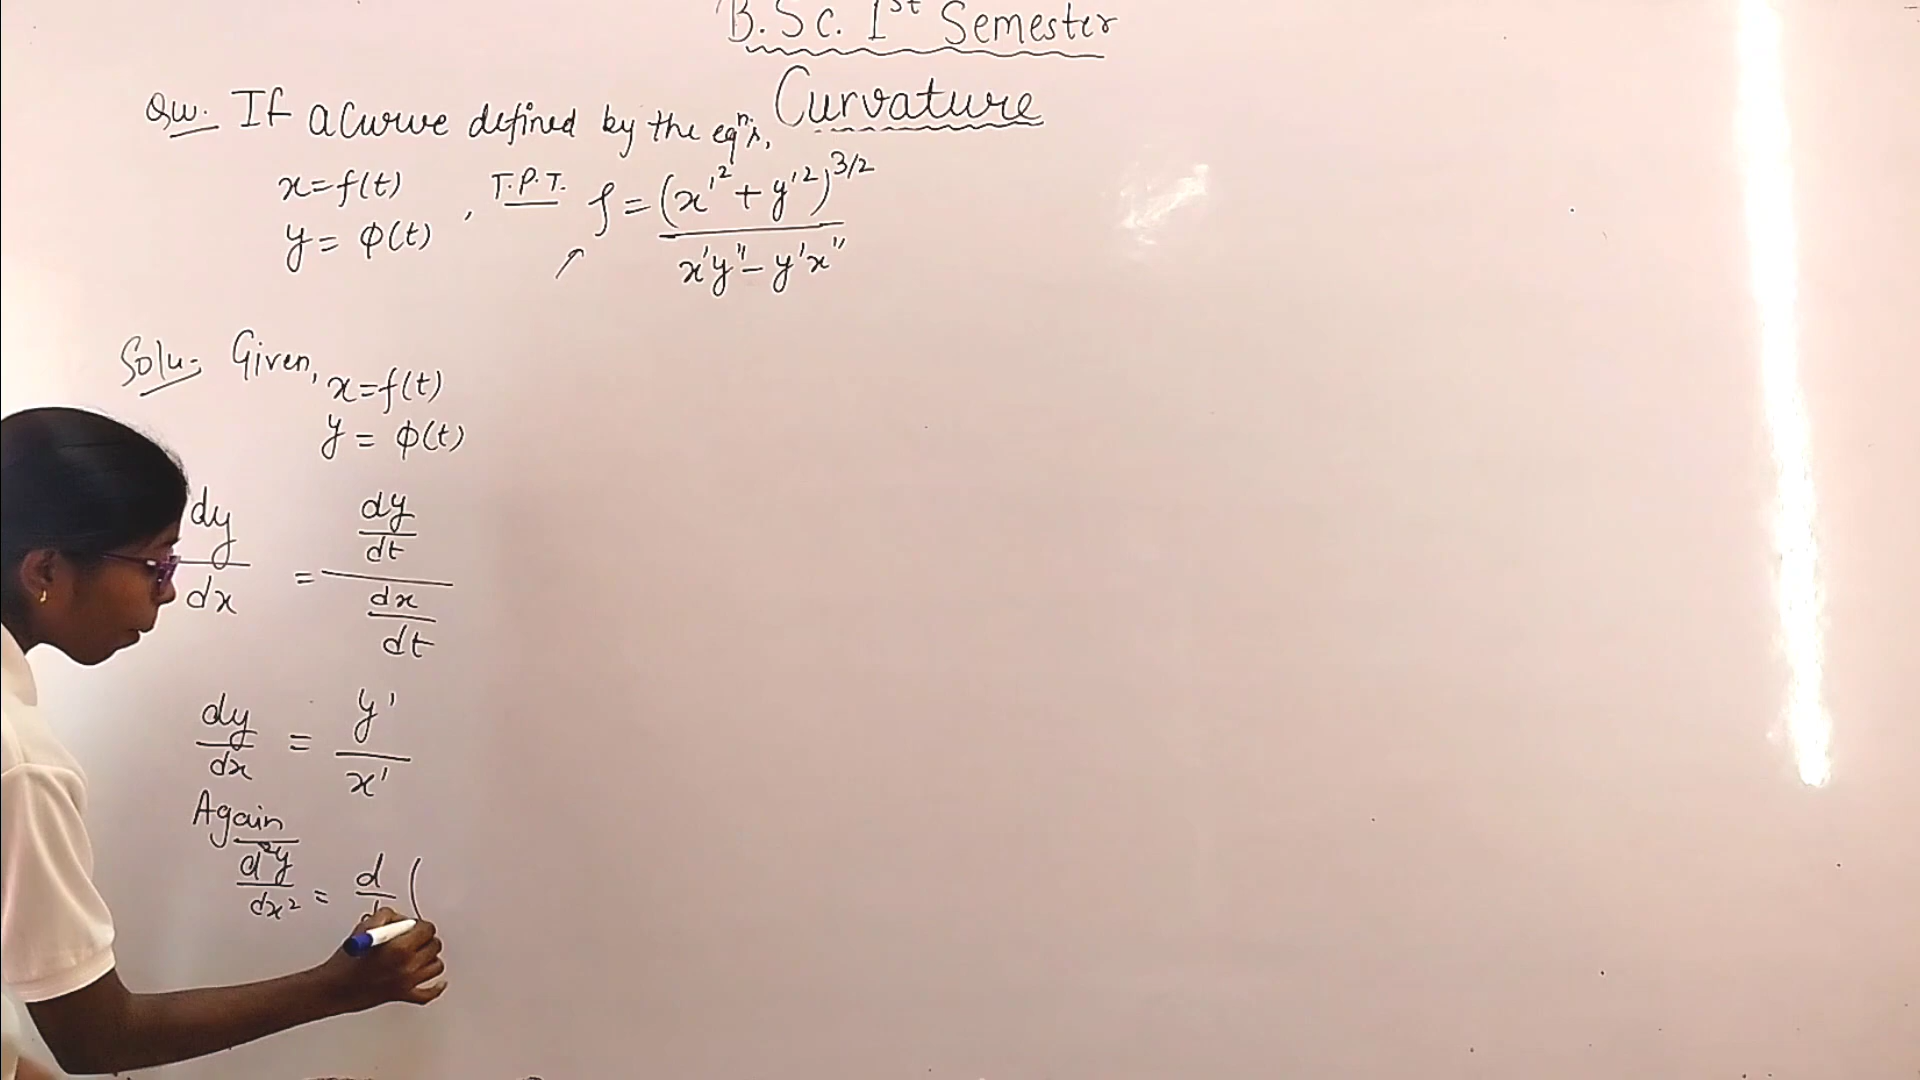 B.Sc. 1st Semester
Curvature
Qu. If a curve defined by the eqn's,
x=f(t)
y = φ(t) , T.P.T. ρ = (x'² + y'²)^3/2 / x'y'' - y'x''
Solu:- Given, x=f(t)
y = φ(t)
dy/dx = (dy/dt)/(dx/dt)
dy/dx = y'/x'
Again
d²y/dx² = d/d (